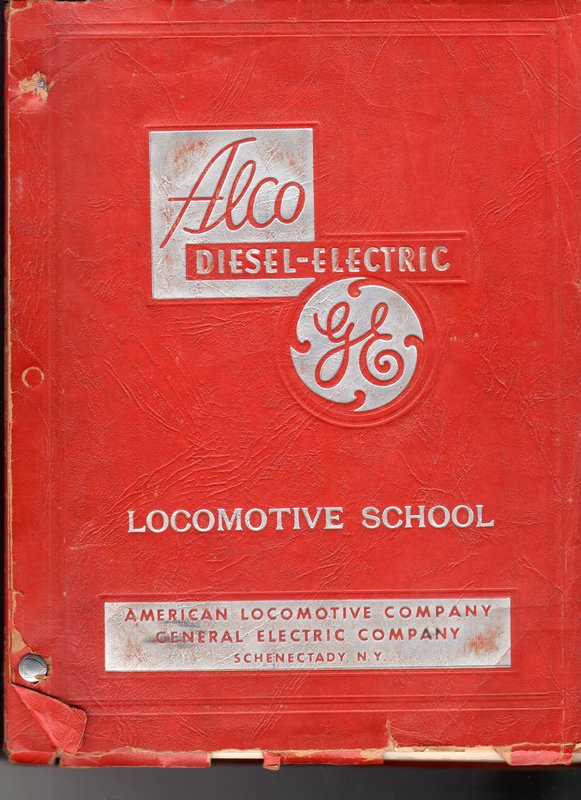 Alco
DIESEL-ELECTRIC
GE
LOCOMOTIVE SCHOOL
AMERICAN LOCOMOTIVE COMPANY
GENERAL ELECTRIC COMPANY
SCHENECTADY, N.Y.